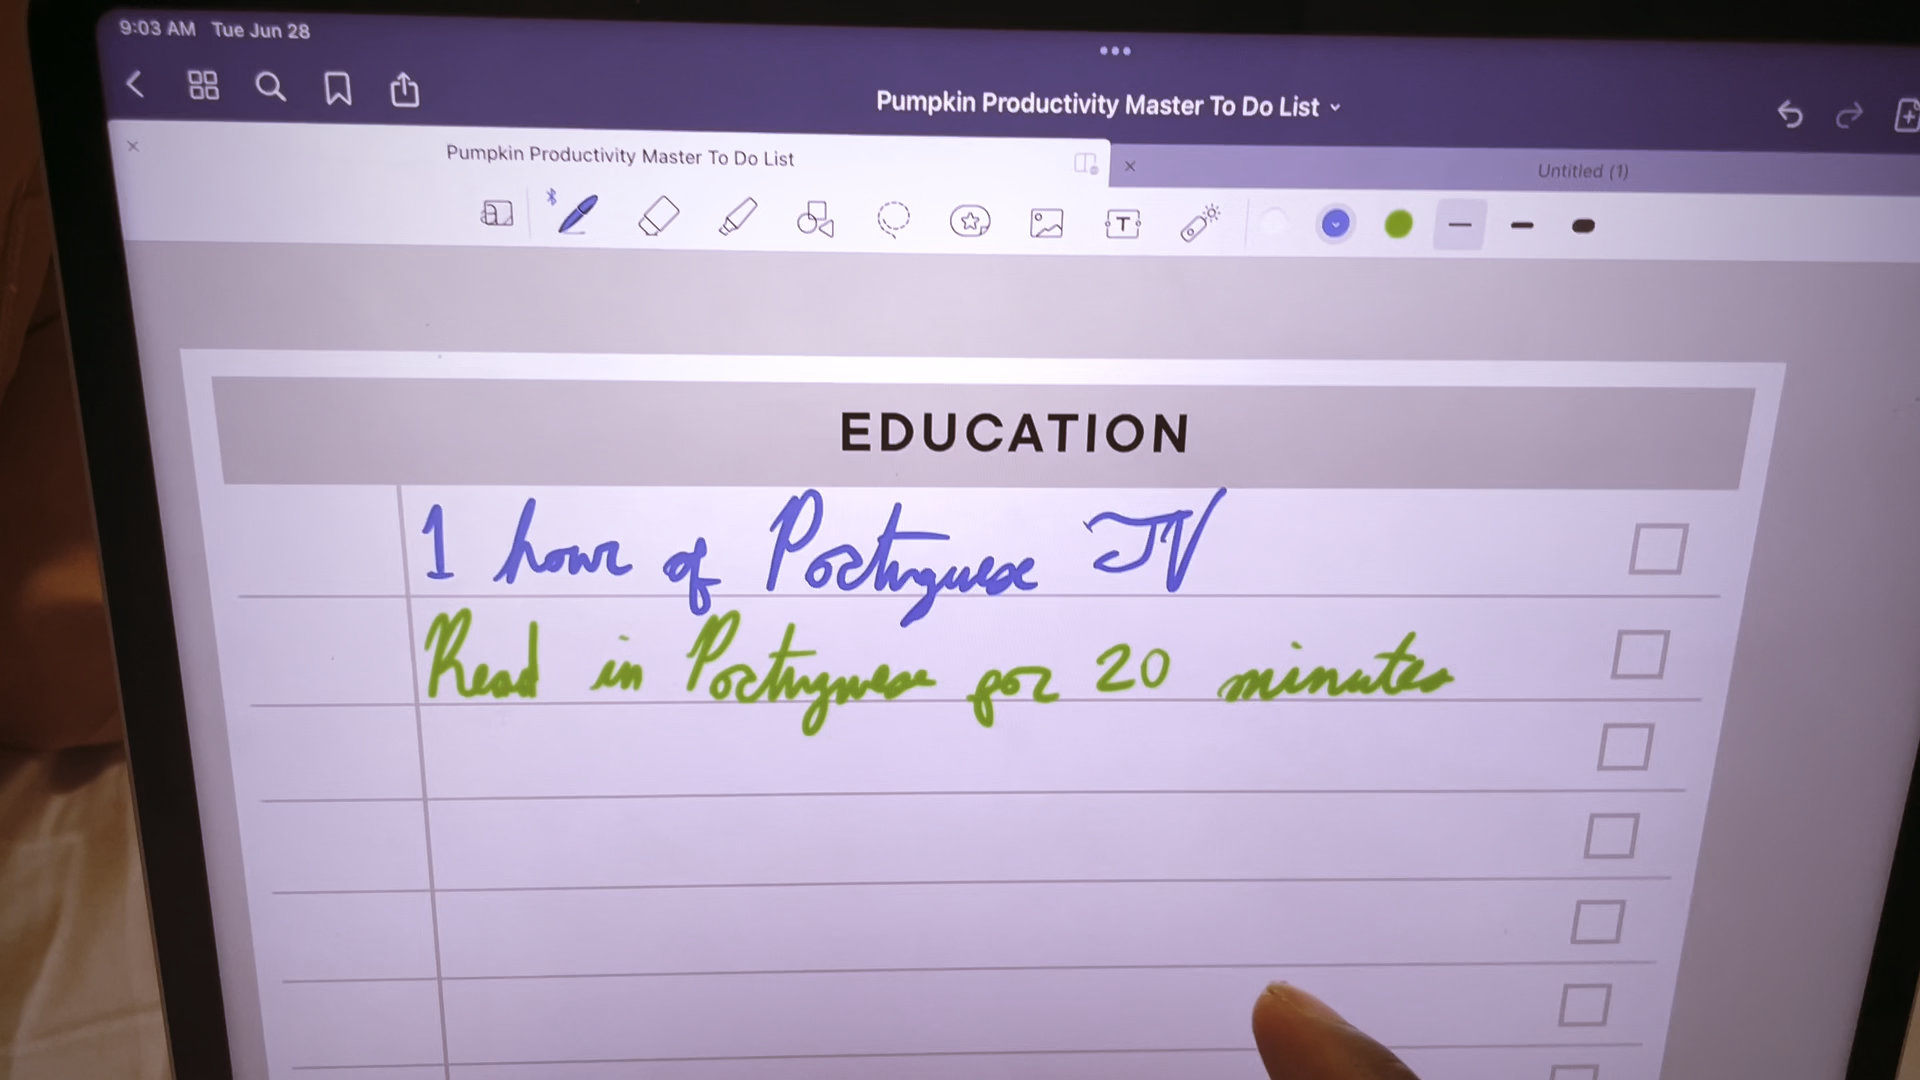 9:03 AM Tue Jun 28
Pumpkin Productivity Master To Do List
Pumpkin Productivity Master To Do List
Untitled (1)
T
EDUCATION
1 hour of Portuguese TV
Read in Portuguese for 20 minutes